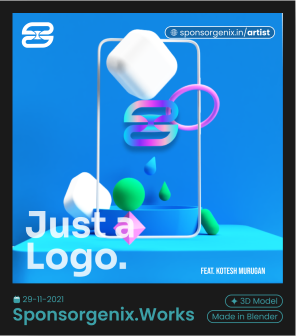 sponsorgenix.in/artist
Just a
Logo.
FEAT. KOTESH MURUGAN
29-11-2021
3D Model
Sponsorgenix.Works
Made in Blender